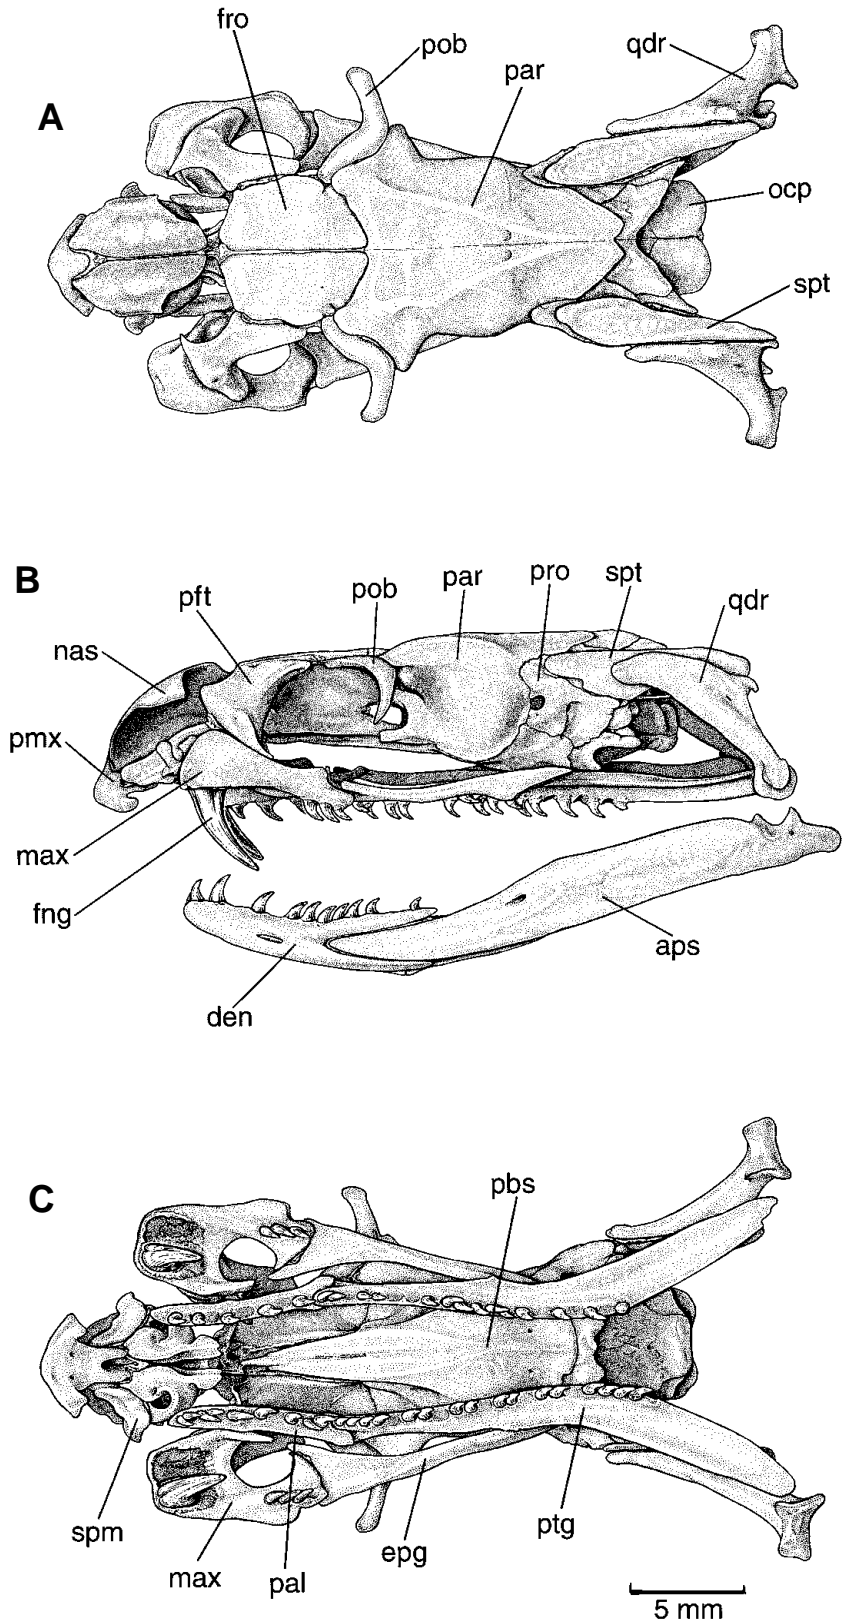 fro
pob
qdr
par
A
ocp
spt
B
pft
pob
par
pro
spt
qdr
nas
pmx
max
fng
aps
den
C
pbs
spm
max
pal
epg
ptg
5 mm